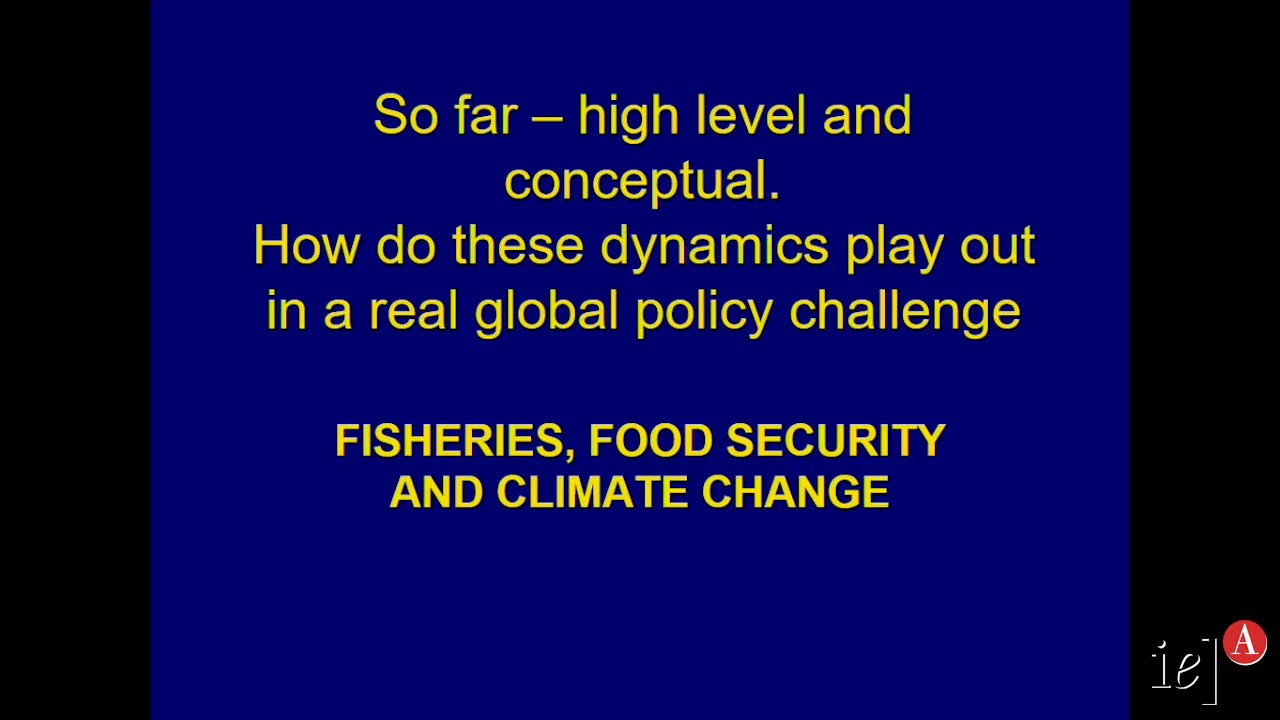 So far – high level and
conceptual.
How do these dynamics play out
in a real global policy challenge
FISHERIES, FOOD SECURITY
AND CLIMATE CHANGE
ie]
A